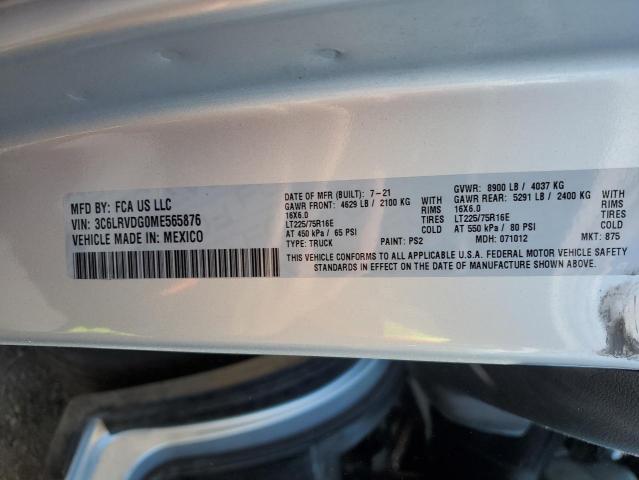 MFD BY: FCA US LLC
VIN: 3C6LRVDG0ME565876
VEHICLE MADE IN: MEXICO
DATE OF MFR (BUILT): 7-21
GVWR: 8900 LB / 4037 KG
GAWR FRONT: 4629 LB / 2100 KG
GAWR REAR: 5291 LB / 2400 KG
16X6.0 RIMS 16X6.0 RIMS
LT225/75R16E TIRES LT225/75R16E TIRES
AT 450 kPa / 65 PSI COLD AT 550 kPa / 80 PSI COLD
TYPE: TRUCK PAINT: PS2 MDH: 071012 MKT: 875
THIS VEHICLE CONFORMS TO ALL APPLICABLE U.S.A. FEDERAL MOTOR VEHICLE SAFETY
STANDARDS IN EFFECT ON THE DATE OF MANUFACTURE SHOWN ABOVE.